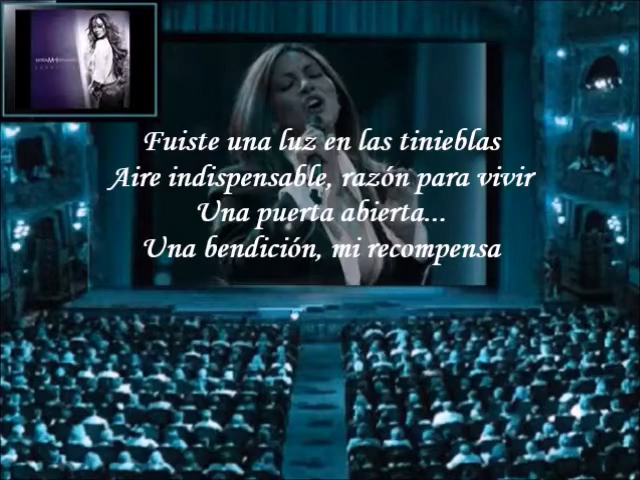 Fuiste una luz en las tinieblas
Aire indispensable, razón para vivir
Una puerta abierta...
Una bendición, mi recompensa